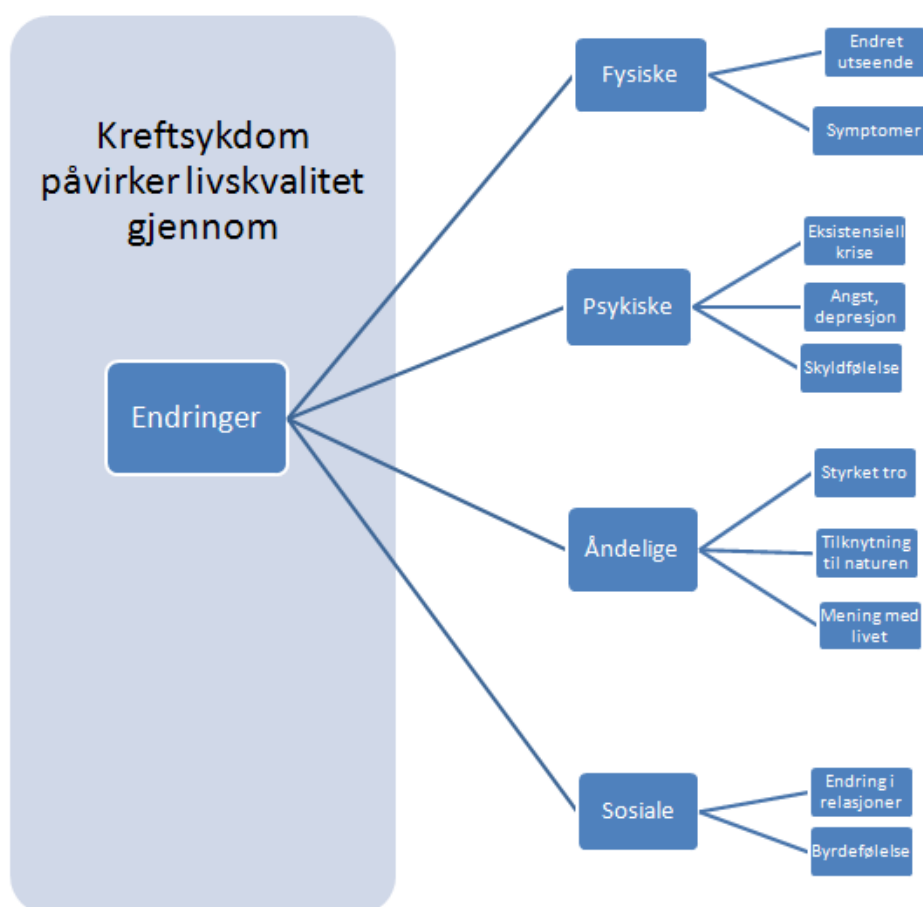 Kreftsykdom
påvirker livskvalitet
gjennom
Endringer
Fysiske
Endret
utseende
Symptomer
Psykiske
Eksistensiell
krise
Angst,
depresjon
Skyldfølelse
Åndelige
Styrket tro
Tilknytning
til naturen
Mening med
livet
Sosiale
Endring i
relasjoner
Byrdefølelse